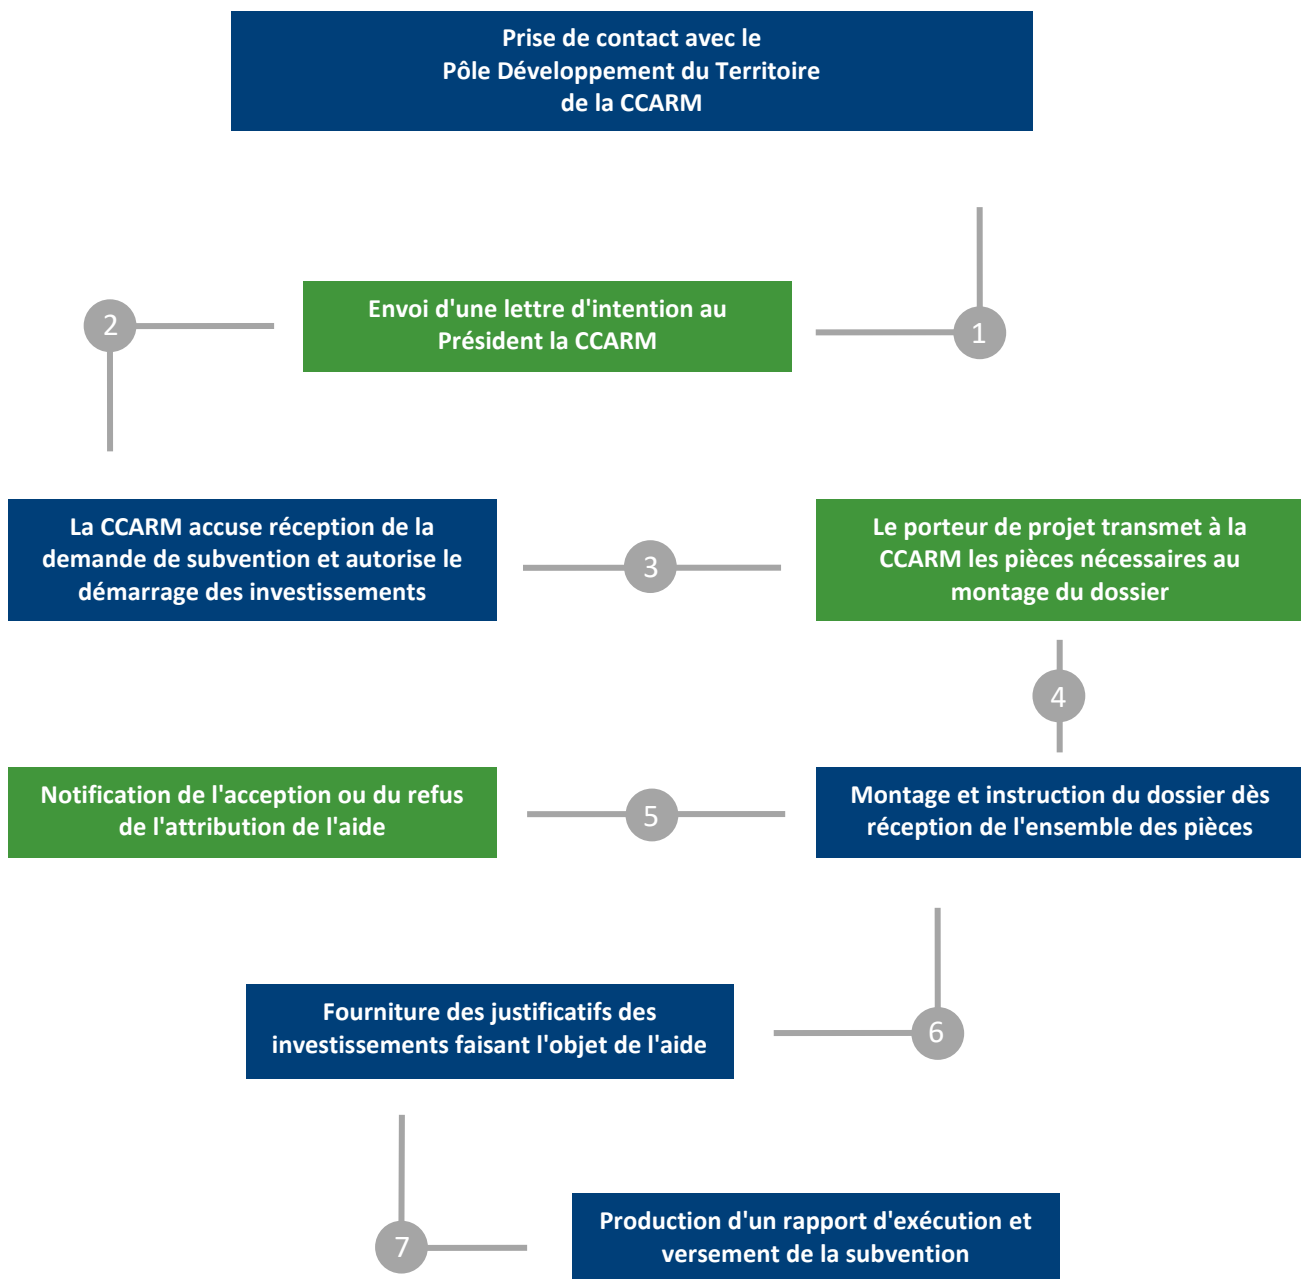 Prise de contact avec le
Pôle Développement du Territoire
de la CCARM
1
Envoi d'une lettre d'intention au
Président la CCARM
2
La CCARM accuse réception de la
demande de subvention et autorise le
démarrage des investissements
3
Le porteur de projet transmet à la
CCARM les pièces nécessaires au
montage du dossier
4
Montage et instruction du dossier dès
réception de l'ensemble des pièces
5
Notification de l'acception ou du refus
de l'attribution de l'aide
6
Fourniture des justificatifs des
investissements faisant l'objet de l'aide
7
Production d'un rapport d'exécution et
versement de la subvention